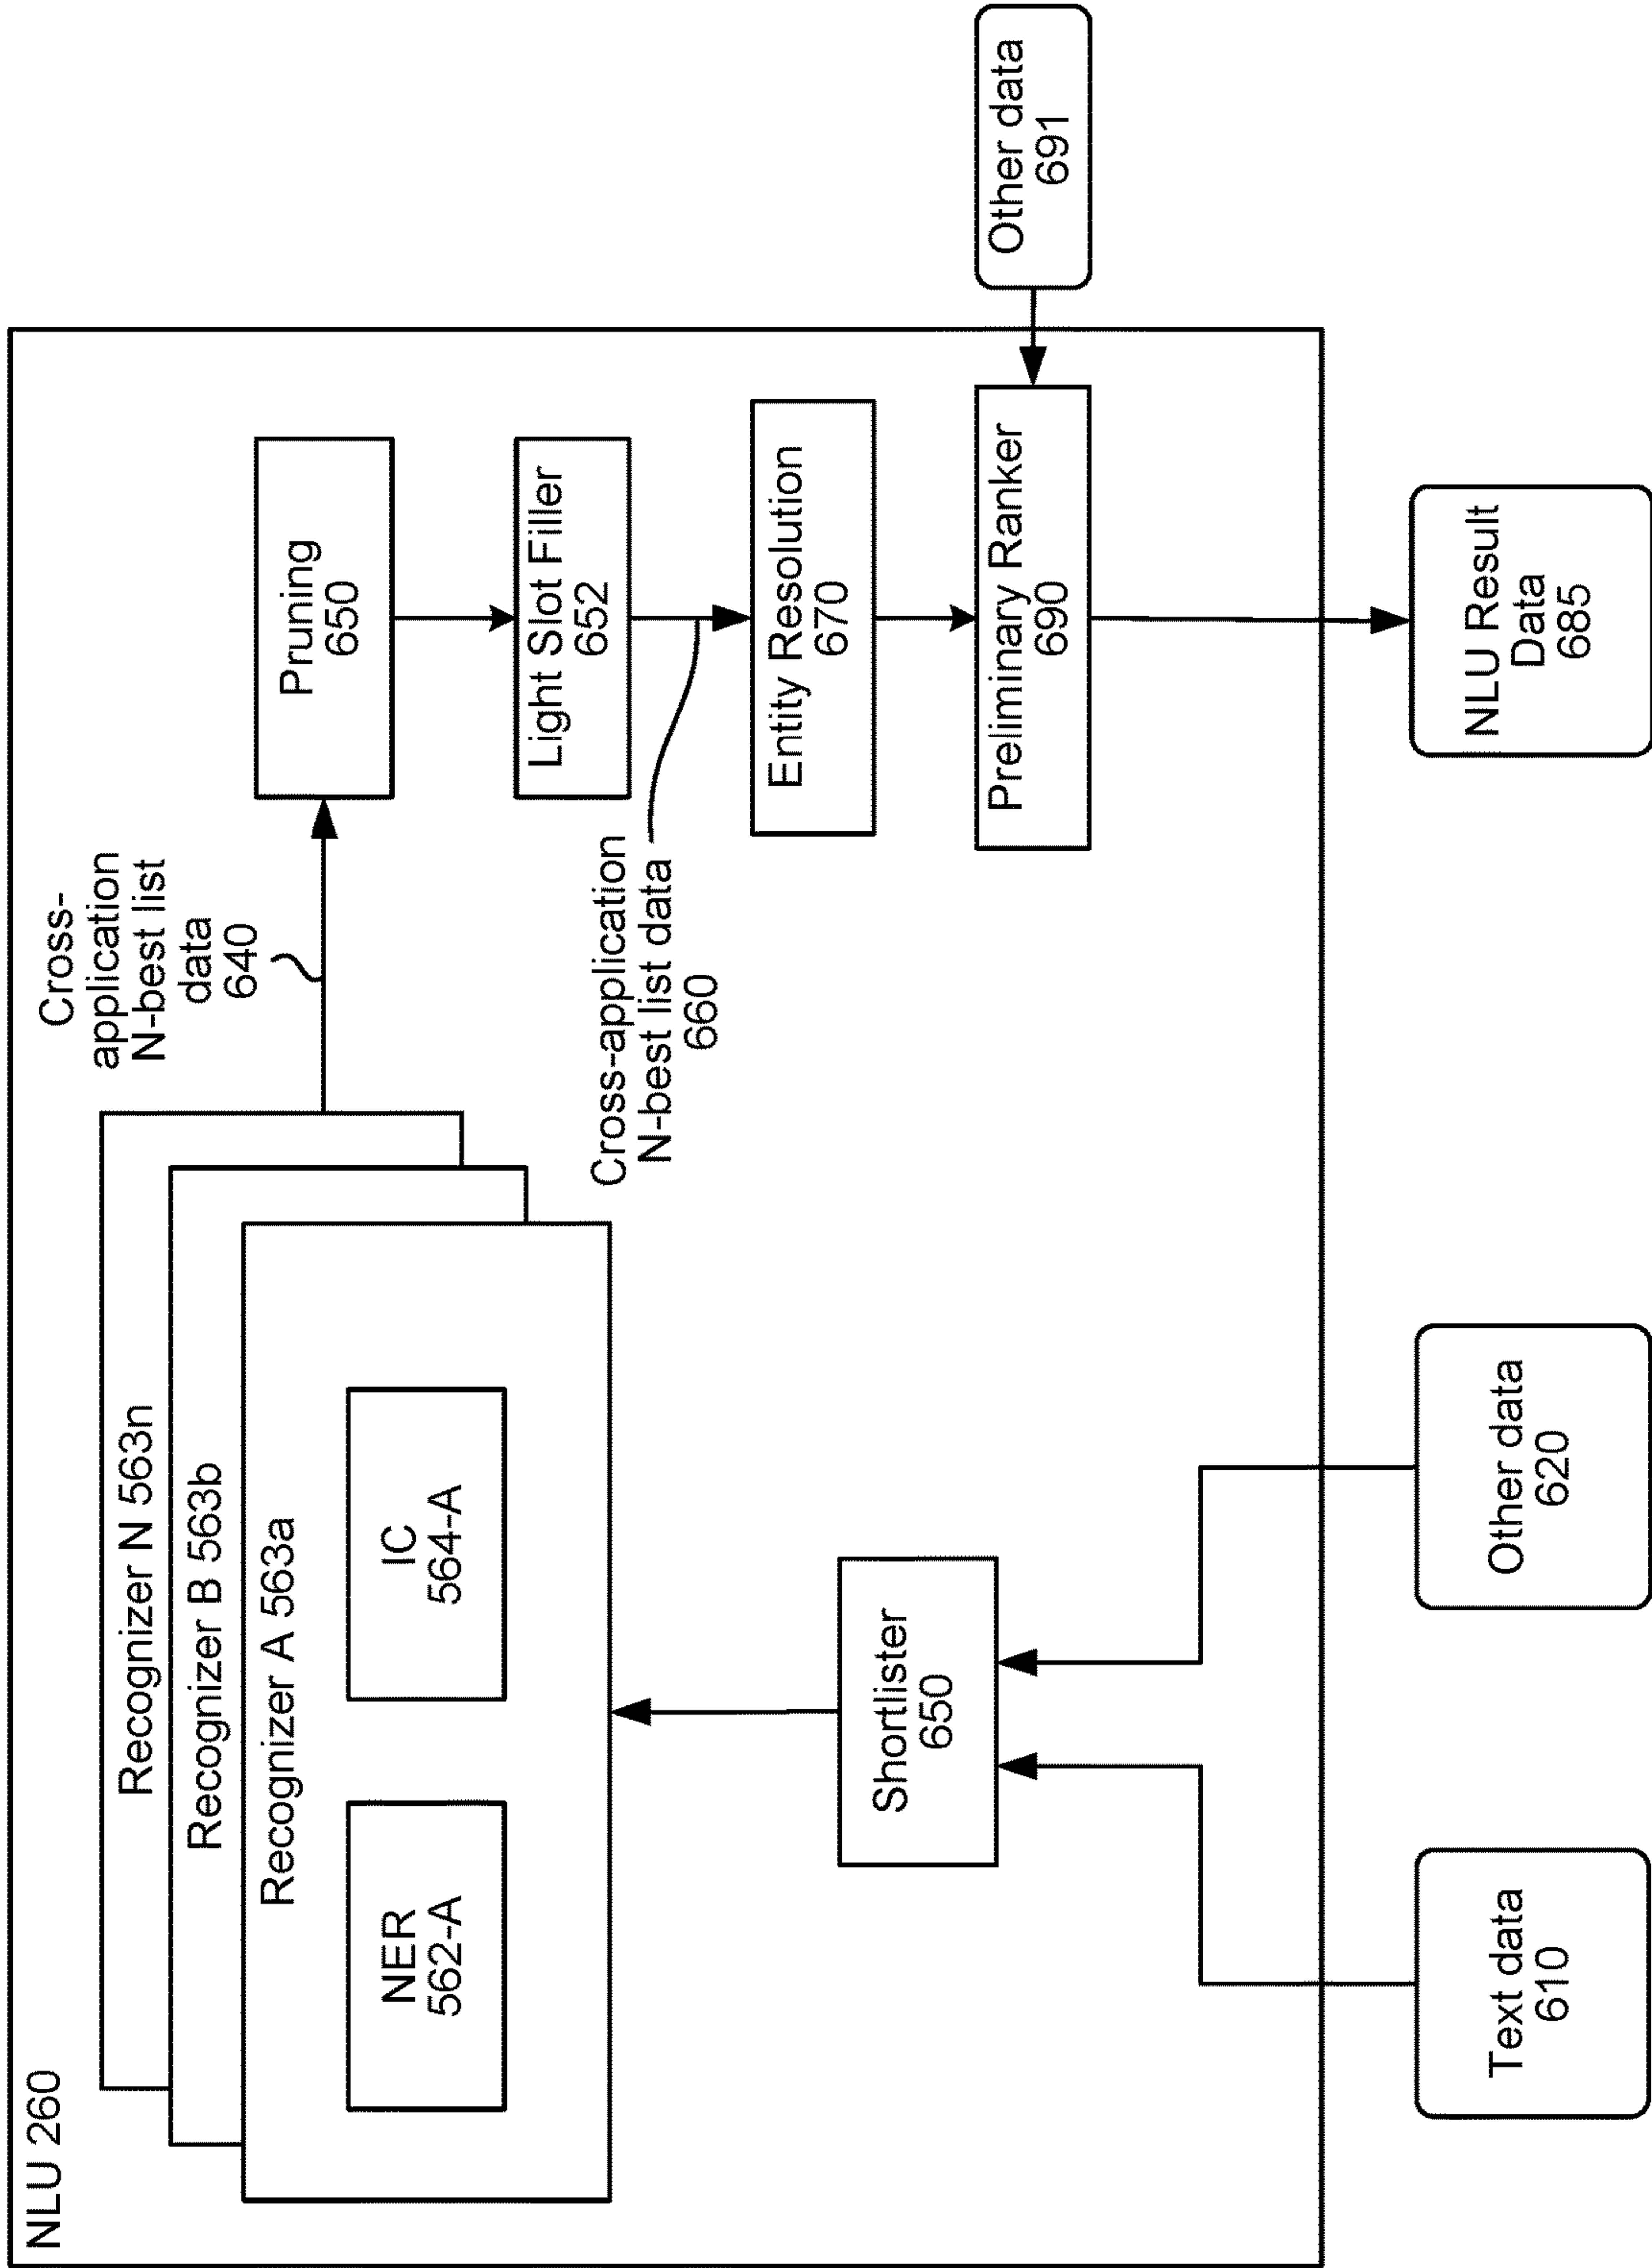 NLU 260
Recognizer N 563n
Recognizer B 563b
Recognizer A 563a
NER
562-A
IC
564-A
Cross-
application
N-best list
data
640
Pruning
650
Light Slot Filler
652
Cross-application
N-best list data
660
Entity Resolution
670
Preliminary Ranker
690
Other data
691
Shortlister
650
Text data
610
Other data
620
NLU Result
Data
685